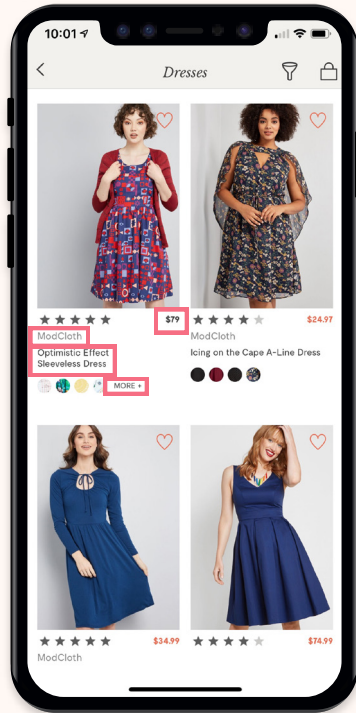 10:01
Dresses
$79
$24.97
ModCloth
ModCloth
Optimistic Effect
Sleeveless Dress
Icing on the Cape A-Line Dress
MORE +
$34.99
$74.99
ModCloth